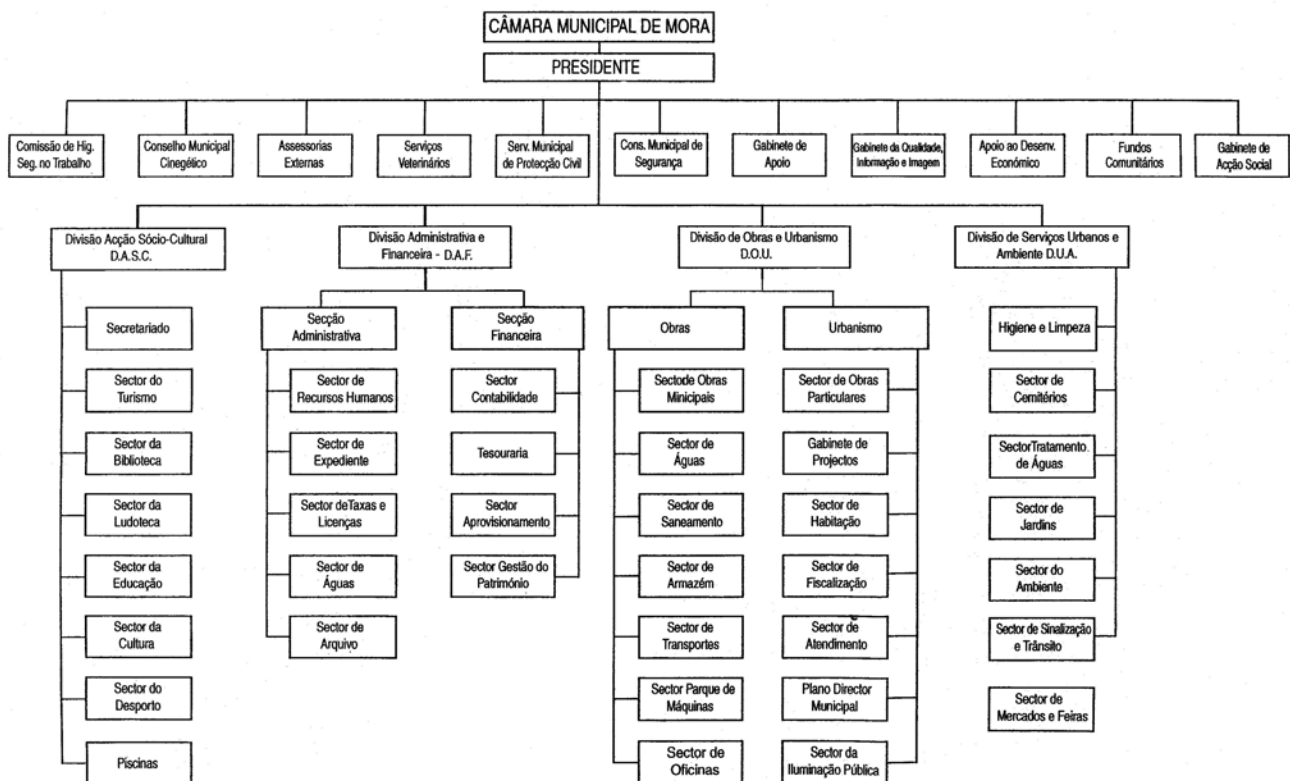 CÂMARA MUNICIPAL DE MORA
PRESIDENTE
Comissão de Hig.
Seg. no Trabalho
Conselho Municipal
Cinegético
Assessorias
Externas
Serviços
Veterinários
Serv. Municipal
de Protecção Civil
Cons. Municipal de
Segurança
Gabinete de
Apoio
Gabinete da Qualidade,
Informação e Imagem
Apoio ao Desenv.
Económico
Fundos
Comunitários
Gabinete de
Acção Social
Divisão Acção Sócio-Cultural
D.A.S.C.
Divisão Administrativa e
Financeira - D.A.F.
Divisão de Obras e Urbanismo
D.O.U.
Divisão de Serviços Urbanos e
Ambiente D.U.A.
Secretariado
Sector do
Turismo
Sector da
Biblioteca
Sector da
Ludoteca
Sector da
Educação
Sector da
Cultura
Sector do
Desporto
Piscinas
Secção
Administrativa
Sector de
Recursos Humanos
Sector de
Expediente
Sector deTaxas e
Licenças
Sector de
Águas
Sector de
Arquivo
Secção
Financeira
Sector
Contabilidade
Tesouraria
Sector
Aprovisionamento
Sector Gestão do
Património
Obras
Sectode Obras
Minicipais
Sector de
Águas
Sector de
Saneamento
Sector de
Armazém
Sector de
Transportes
Sector Parque de
Máquinas
Sector de
Oficinas
Urbanismo
Sector de Obras
Particulares
Gabinete de
Projectos
Sector de
Habitação
Sector de
Fiscalização
Sector de
Atendimento
Plano Director
Municipal
Sector da
Iluminação Pública
Higiene e Limpeza
Sector de
Cemitérios
SectorTratamento.
de Águas
Sector de
Jardins
Sector do
Ambiente
Sector de Sinalização
e Trânsito
Sector de
Mercados e Feiras